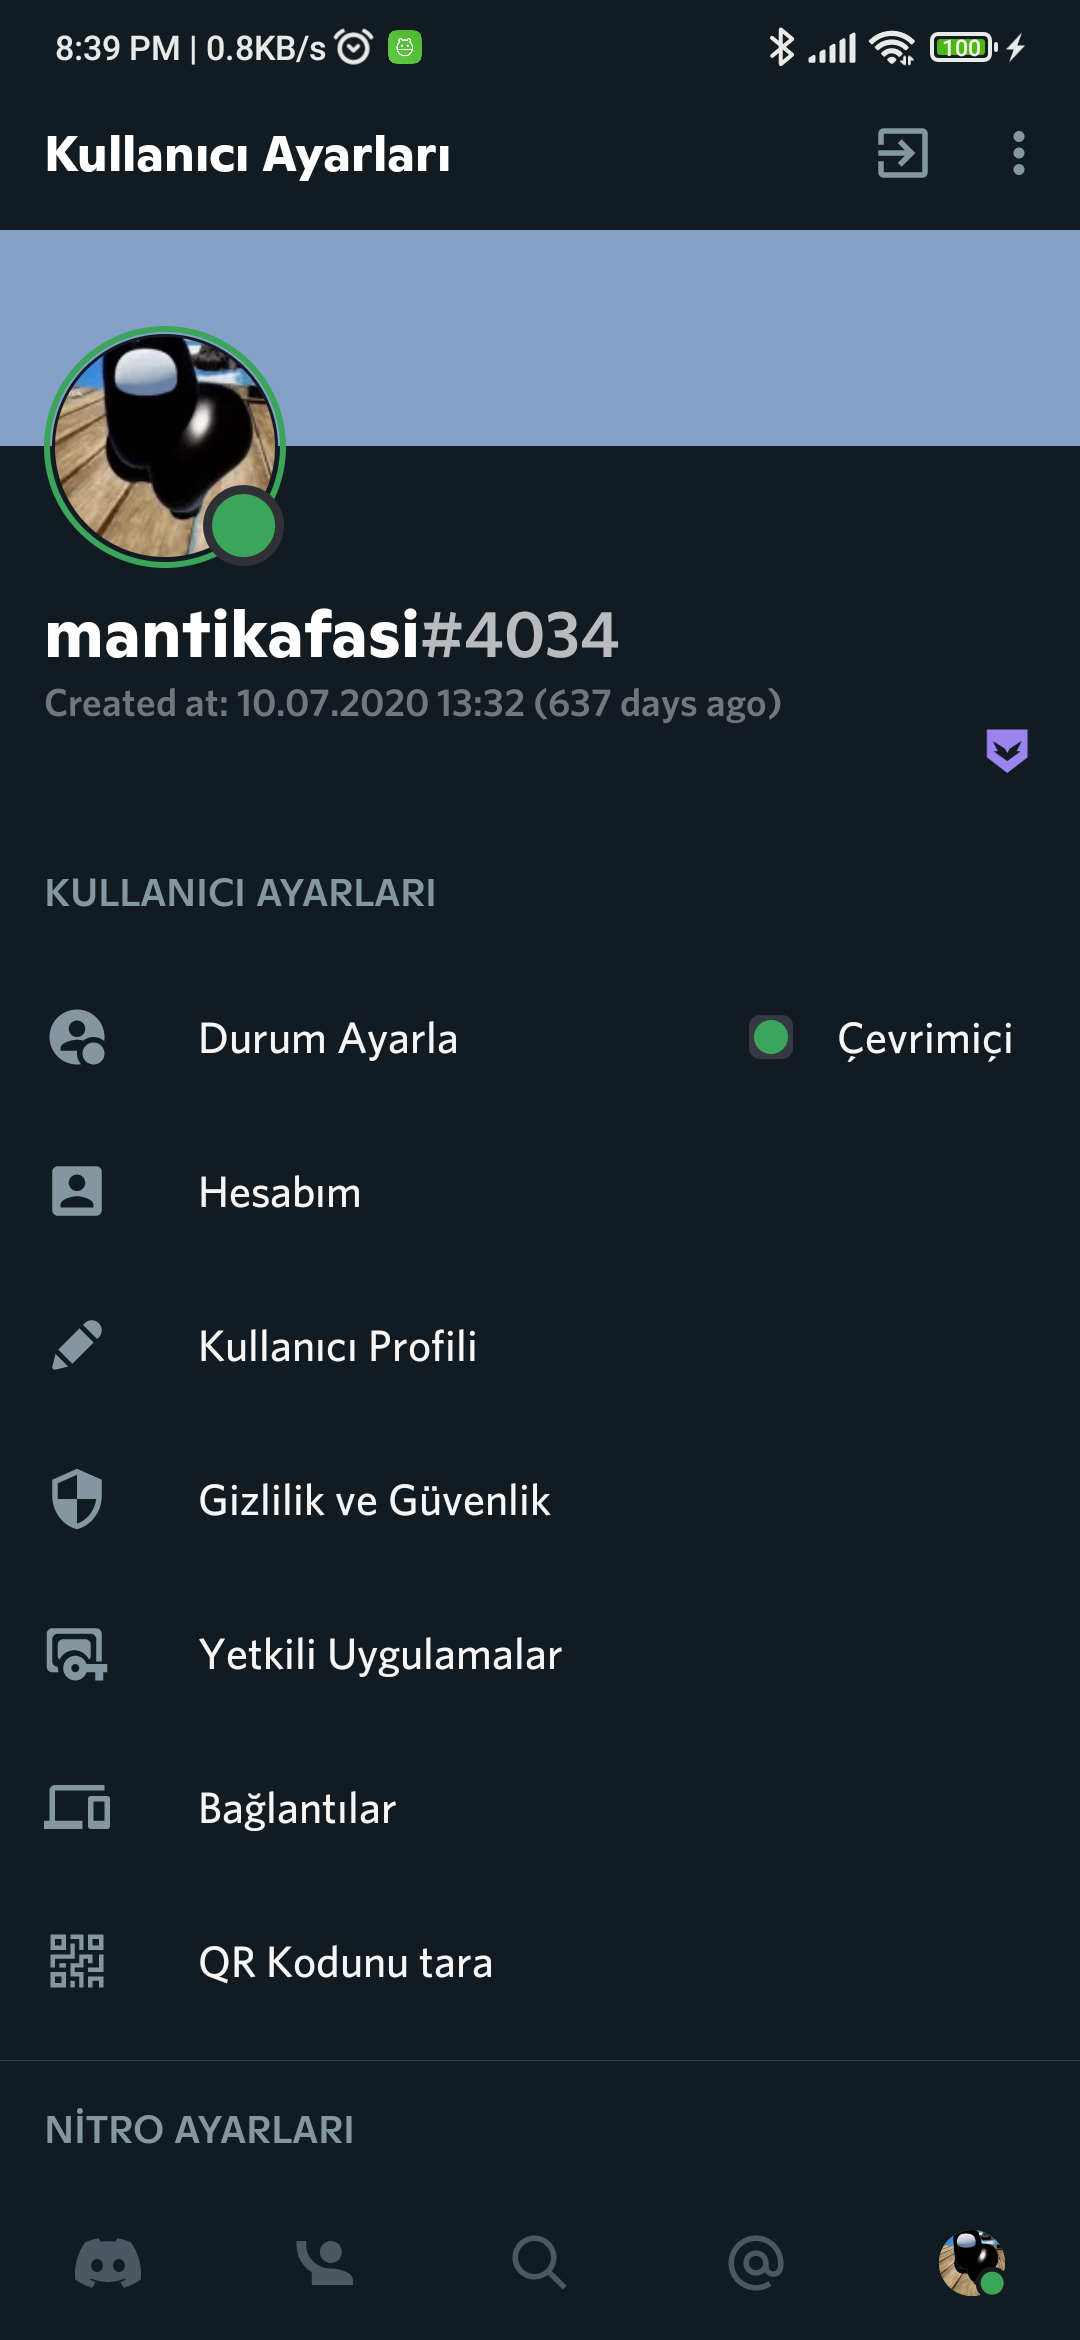 8:39 PM | 0.8KB/s
100
Kullanıcı Ayarları
mantikafasi#4034
Created at: 10.07.2020 13:32 (637 days ago)
KULLANICI AYARLARI
Durum Ayarla
Çevrimiçi
Hesabım
Kullanıcı Profili
Gizlilik ve Güvenlik
Yetkili Uygulamalar
Bağlantılar
QR Kodunu tara
NİTRO AYARLARI